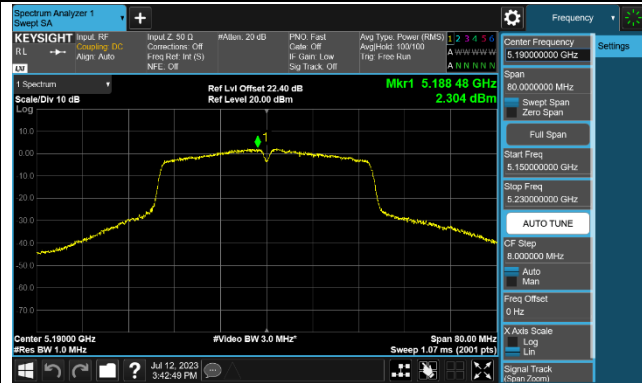 Spectrum Analyzer 1
Swept SA
Frequency
KEYSIGHT
RL
LXI
Input: RF
Coupling: DC
Align: Auto
Input Z: 50 Ω
Corrections: Off
Freq Ref: Int (S)
NFE: Off
#Atten: 20 dB
PNO: Fast
Gate: Off
IF Gain: Low
Sig Track: Off
Avg Type: Power (RMS)
Avg|Hold: 100/100
Trig: Free Run
1 2 3 4 5 6
A W W W W W
A N N N N N
1 Spectrum
Scale/Div 10 dB
Log
Ref Lvl Offset 22.40 dB
Ref Level 20.00 dBm
Mkr1 5.188 48 GHz
2.304 dBm
1
10.0
0.00
-10.0
-20.0
-30.0
-40.0
-50.0
-60.0
-70.0
Center 5.19000 GHz
#Res BW 1.0 MHz
#Video BW 3.0 MHz*
Span 80.00 MHz
Sweep 1.07 ms (2001 pts)
Jul 12, 2023
3:42:49 PM
?
Center Frequency
5.190000000 GHz
Settings
Span
80.0000000 MHz
Swept Span
Zero Span
Full Span
Start Freq
5.150000000 GHz
Stop Freq
5.230000000 GHz
AUTO TUNE
CF Step
8.000000 MHz
Auto
Man
Freq Offset
0 Hz
X Axis Scale
Log
Lin
Signal Track
(Span Zoom)